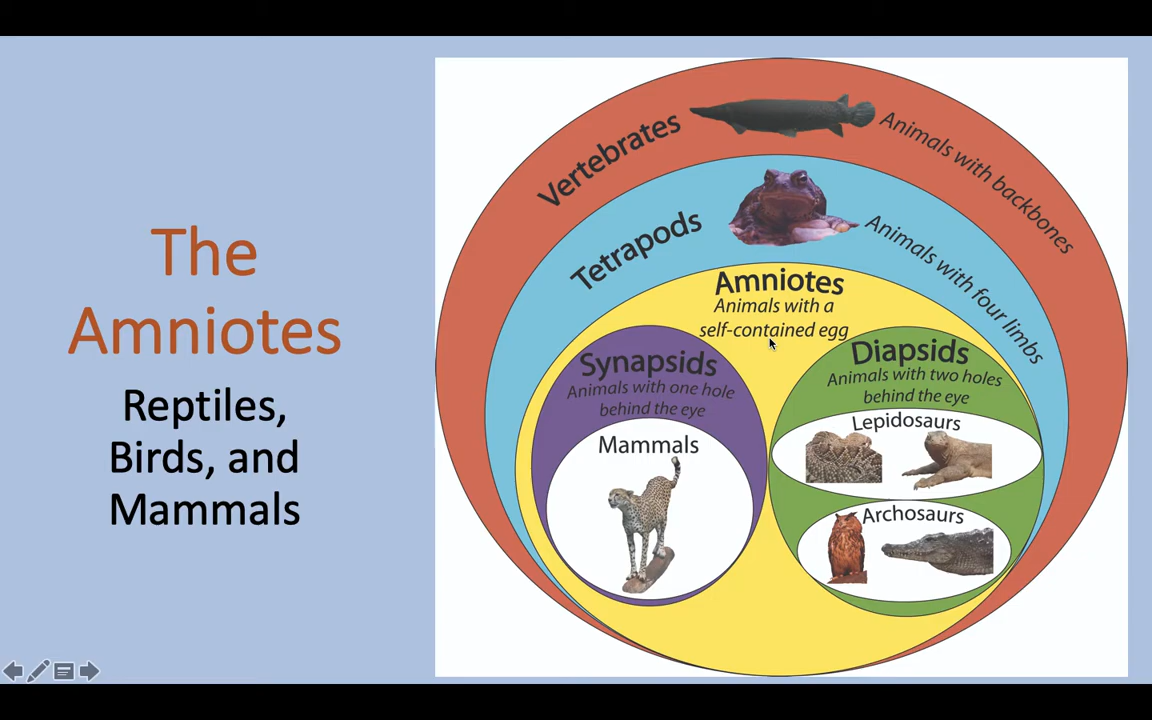 The
Amniotes
Reptiles,
Birds, and
Mammals
Vertebrates
Animals with backbones
Tetrapods
Animals with four limbs
Amniotes
Animals with a
self-contained egg
Synapsids
Animals with one hole
behind the eye
Mammals
Diapsids
Animals with two holes
behind the eye
Lepidosaurs
Archosaurs